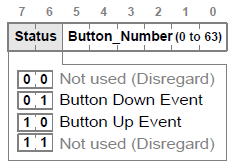 7 6 5 4 3 2 1 0
Status Button_Number (0 to 63)
0 0 Not used (Disregard)
0 1 Button Down Event
1 0 Button Up Event
1 1 Not used (Disregard)